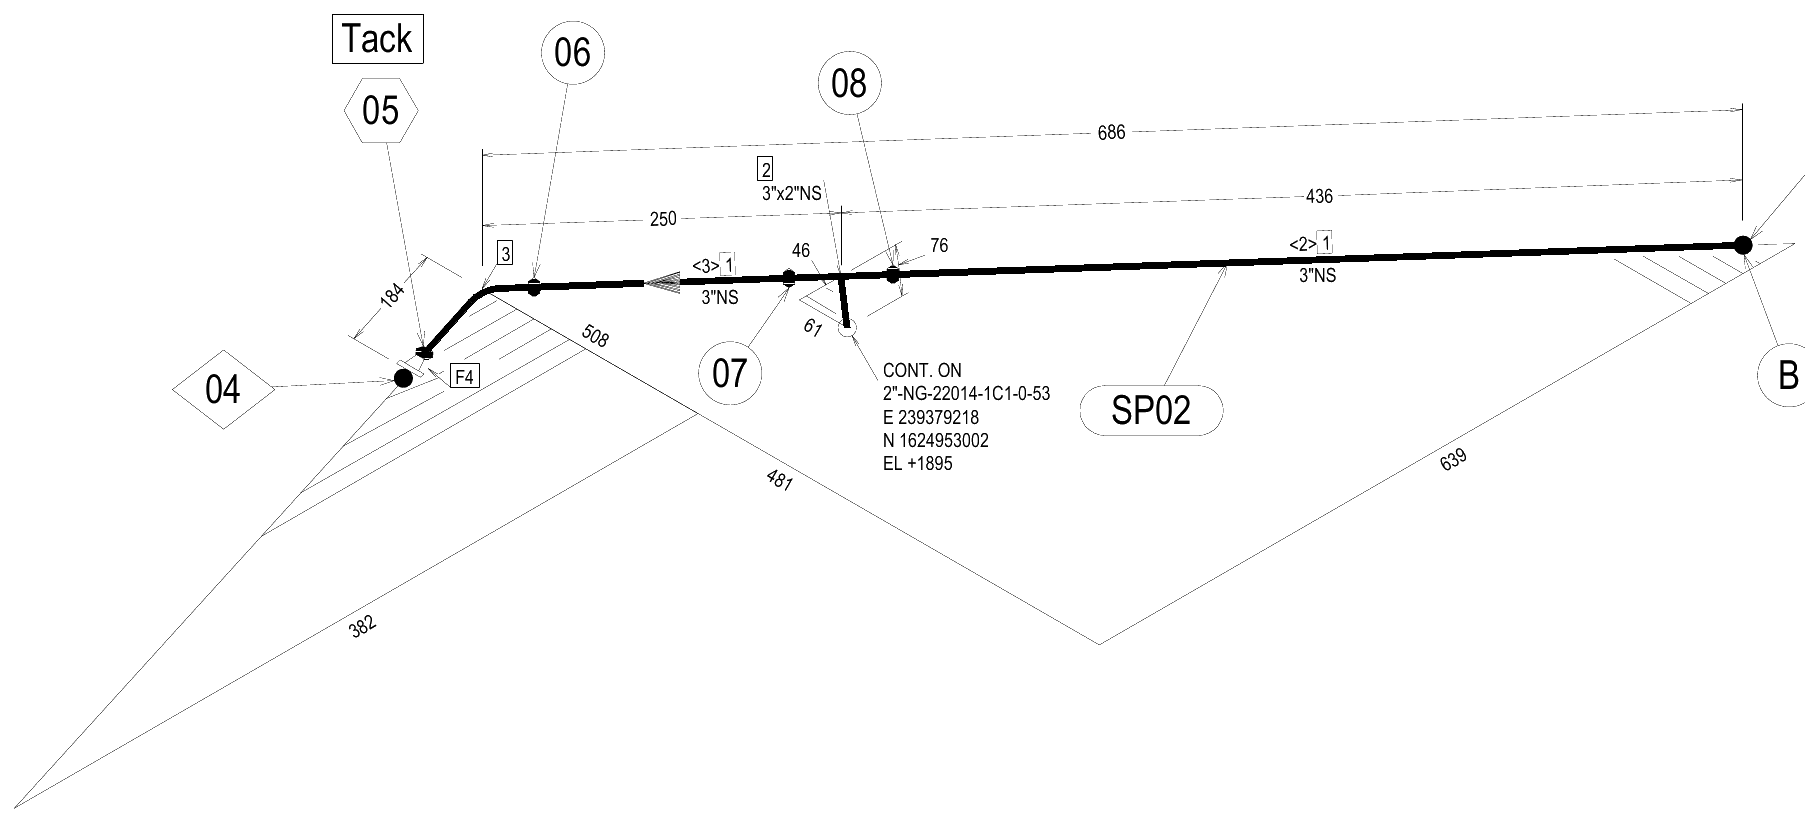 Tack
06
08
05
686
2
3"x2"NS
436
250
46
76
3
<3> 1
<2> 1
3"NS
3"NS
184
61
508
07
04
F4
CONT. ON
2"-NG-22014-1C1-0-53
E 239379218
N 1624953002
EL +1895
SP02
B
481
639
382